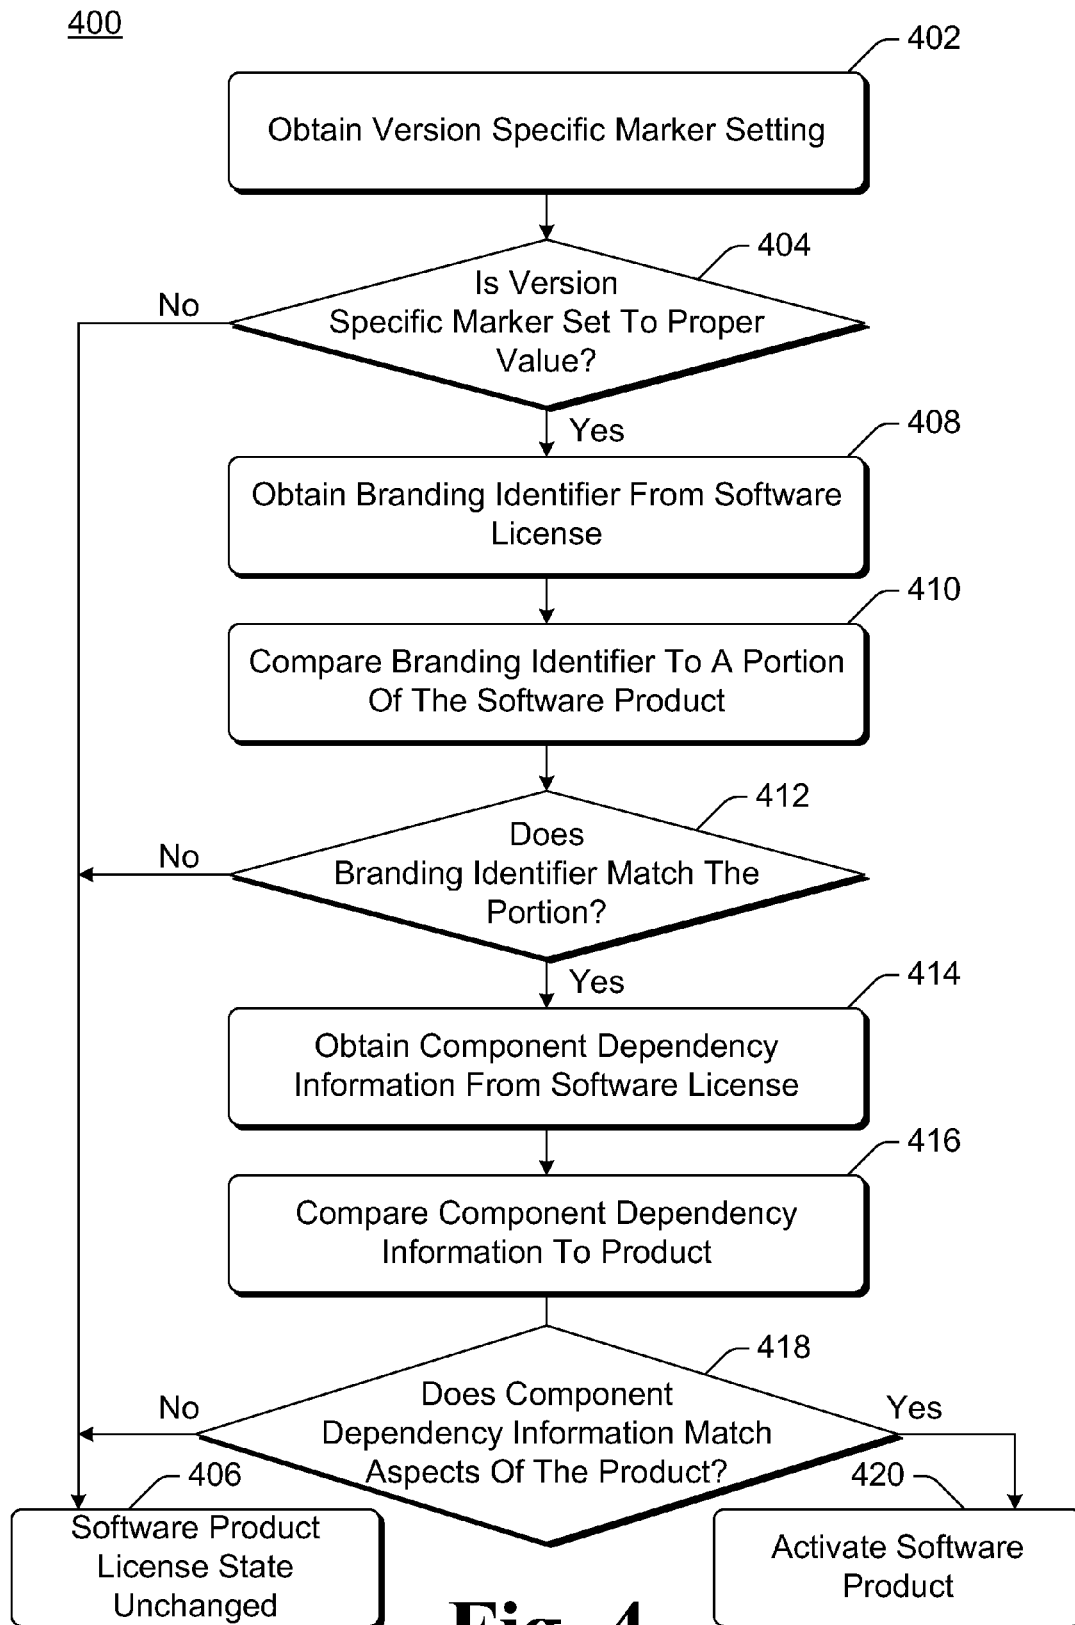 400
402
Obtain Version Specific Marker Setting
404
Is Version
Specific Marker Set To Proper
Value?
No
Yes
408
Obtain Branding Identifier From Software
License
410
Compare Branding Identifier To A Portion
Of The Software Product
412
Does
Branding Identifier Match The
Portion?
No
Yes
414
Obtain Component Dependency
Information From Software License
416
Compare Component Dependency
Information To Product
418
Does Component
Dependency Information Match
Aspects Of The Product?
No
Yes
406
Software Product
License State
Unchanged
420
Activate Software
Product
Fig. 4